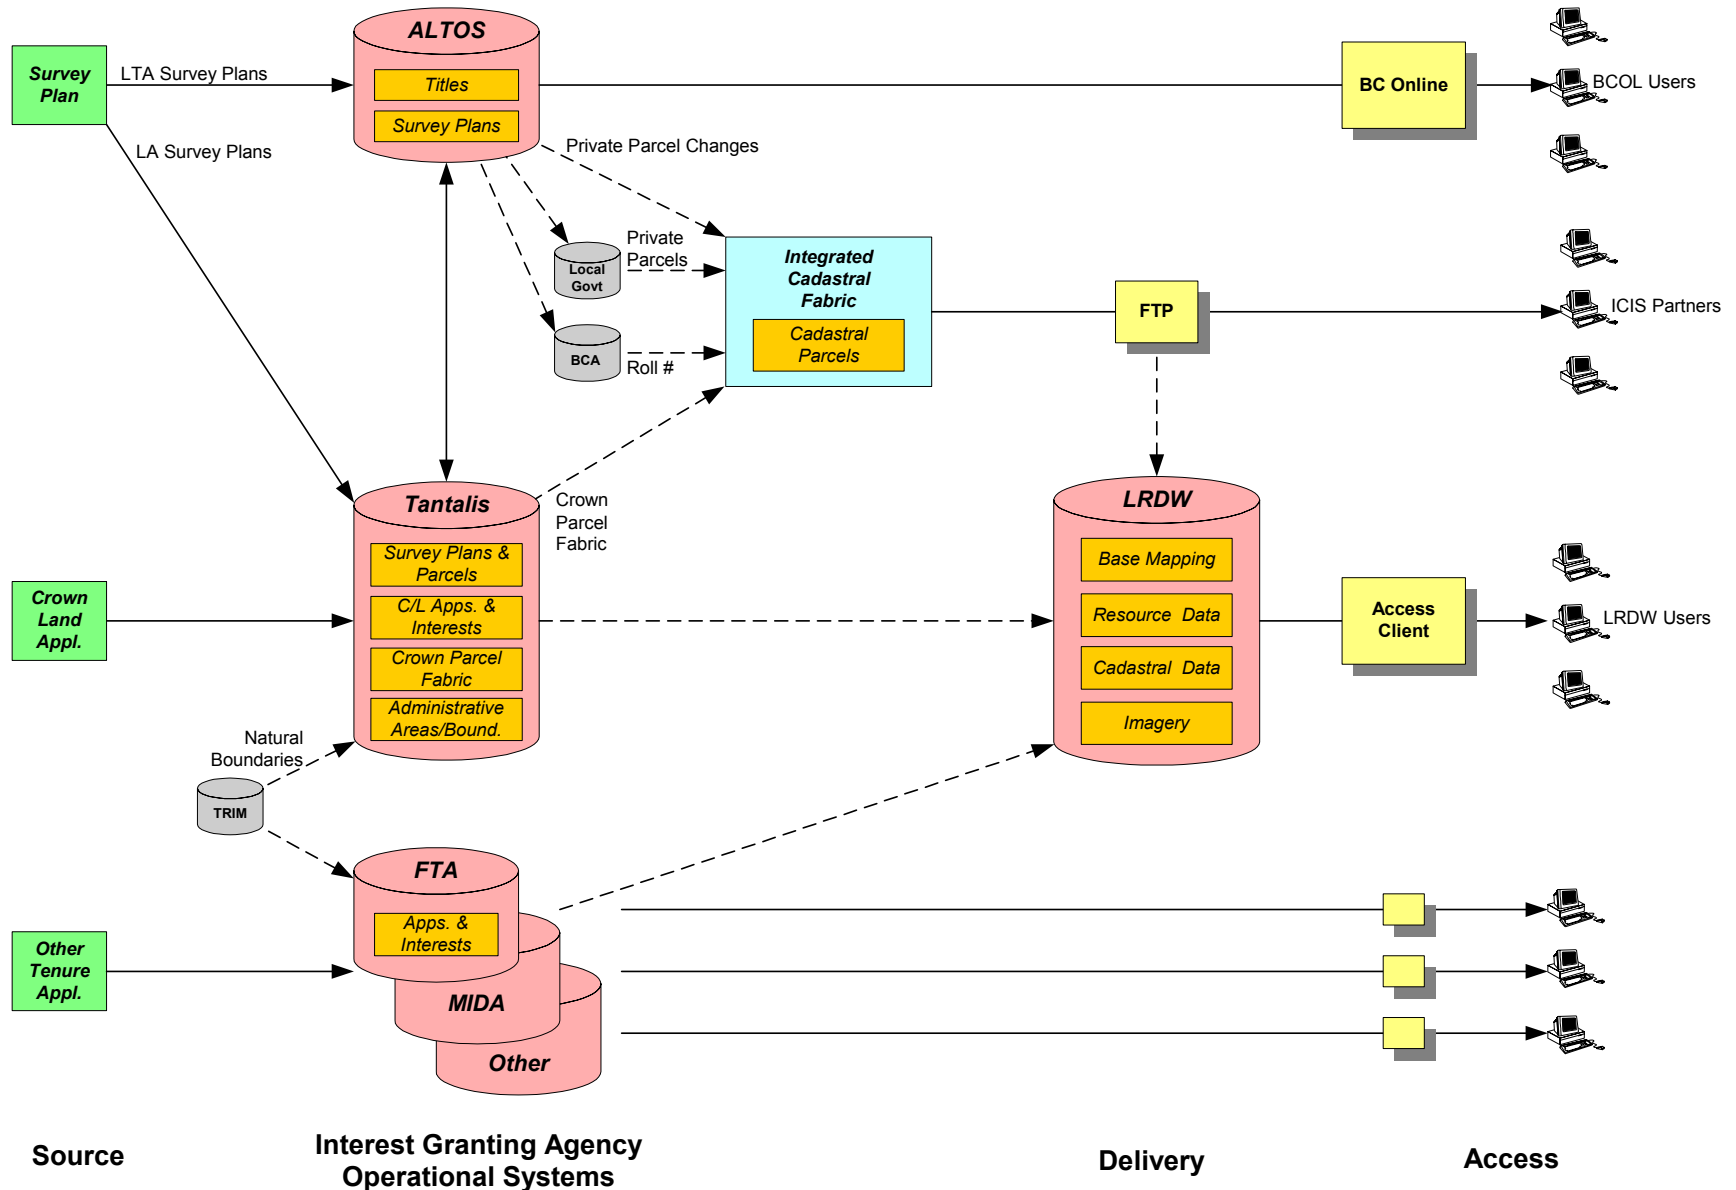 ALTOS
Survey
Plan
LTA Survey Plans
Titles
Survey Plans
BC Online
BCOL Users
LA Survey Plans
Private Parcel Changes
Local
Govt
Private
Parcels
Integrated
Cadastral
Fabric
Cadastral
Parcels
FTP
ICIS Partners
BCA
Roll #
Tantalis
Crown
Parcel
Fabric
LRDW
Survey Plans &
Parcels
C/L Apps. &
Interests
Crown Parcel
Fabric
Administrative
Areas/Bound.
Base Mapping
Resource Data
Cadastral Data
Imagery
Crown
Land
Appl.
Access
Client
LRDW Users
Natural
Boundaries
TRIM
FTA
Apps. &
Interests
MIDA
Other
Other
Tenure
Appl.
Source
Interest Granting Agency
Operational Systems
Delivery
Access